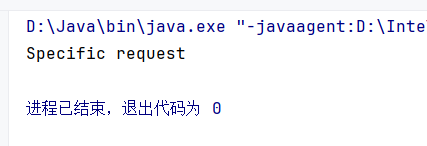 D:\Java\bin\java.exe "-javaagent:D:\Inte
Specific request
进程已结束，退出代码为 0